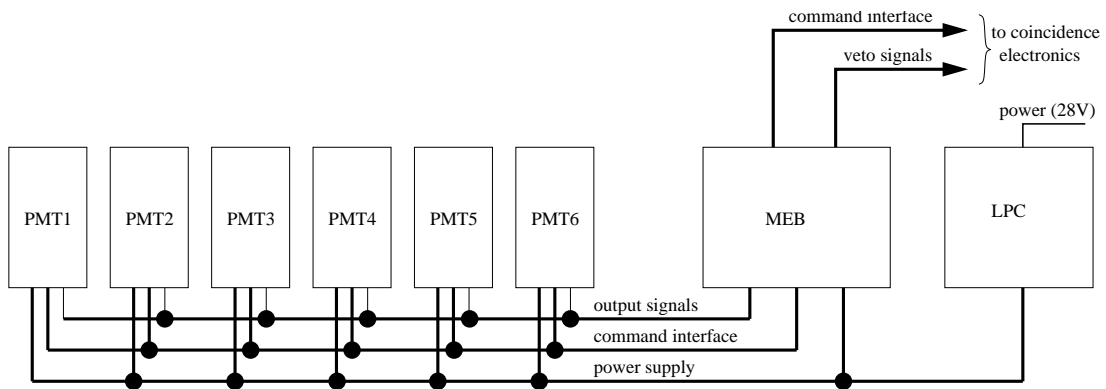 command interface
to coincidence
electronics
veto signals
power (28V)
PMT1 PMT2 PMT3 PMT4 PMT5 PMT6 MEB LPC
output signals
command interface
power supply